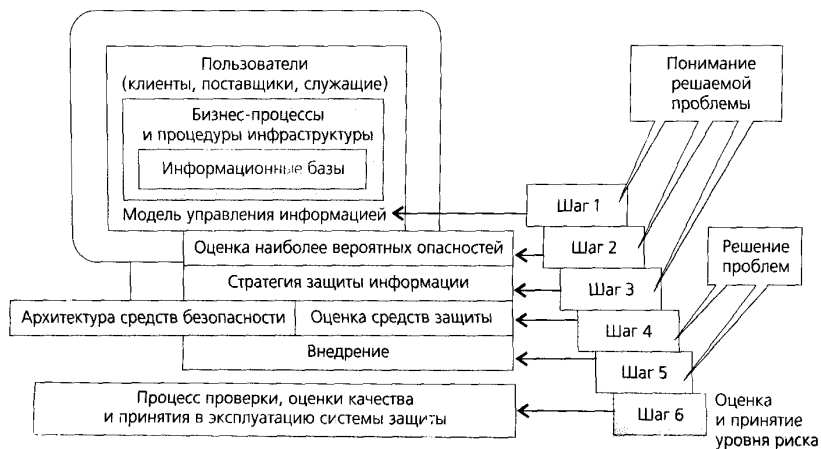 Пользователи
(клиенты, поставщики, служащие)
Бизнес-процессы
и процедуры инфраструктуры
Информационные базы
Модель управления информацией
Понимание
решаемой
проблемы
Шаг 1
Оценка наиболее вероятных опасностей
Шаг 2
Решение
проблем
Стратегия защиты информации
Шаг 3
Архитектура средств безопасности
Оценка средств защиты
Шаг 4
Внедрение
Шаг 5
Процесс проверки, оценки качества
и принятия в эксплуатацию системы защиты
Шаг 6
Оценка
и принятие
уровня риска